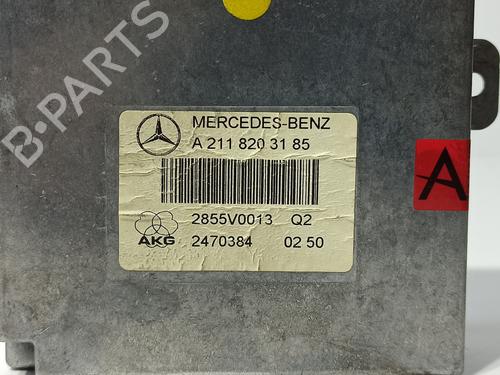 B-PARTS
MERCEDES-BENZ
A 211 820 31 85
2855V0013 Q2
AKG 2470384 02 50
A